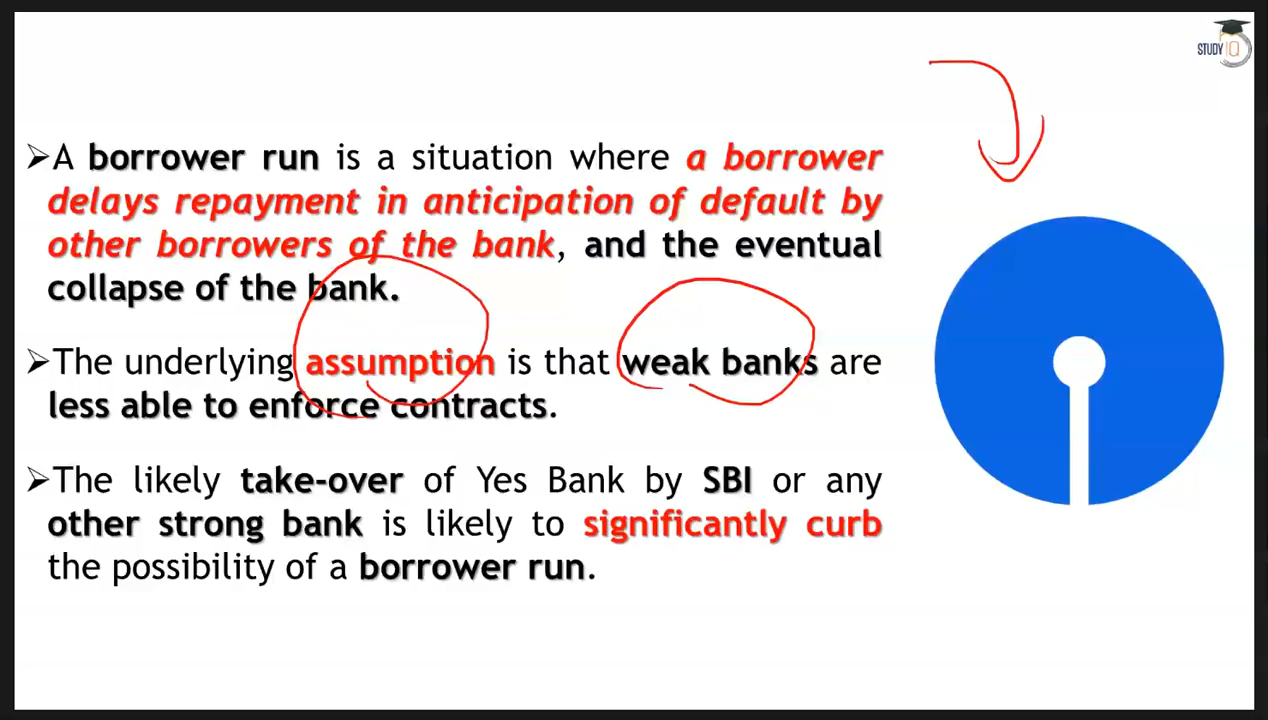 STUDY IQ
➢A borrower run is a situation where a borrower
delays repayment in anticipation of default by
other borrowers of the bank, and the eventual
collapse of the bank.
➢The underlying assumption is that weak banks are
less able to enforce contracts.
➢The likely take-over of Yes Bank by SBI or any
other strong bank is likely to significantly curb
the possibility of a borrower run.